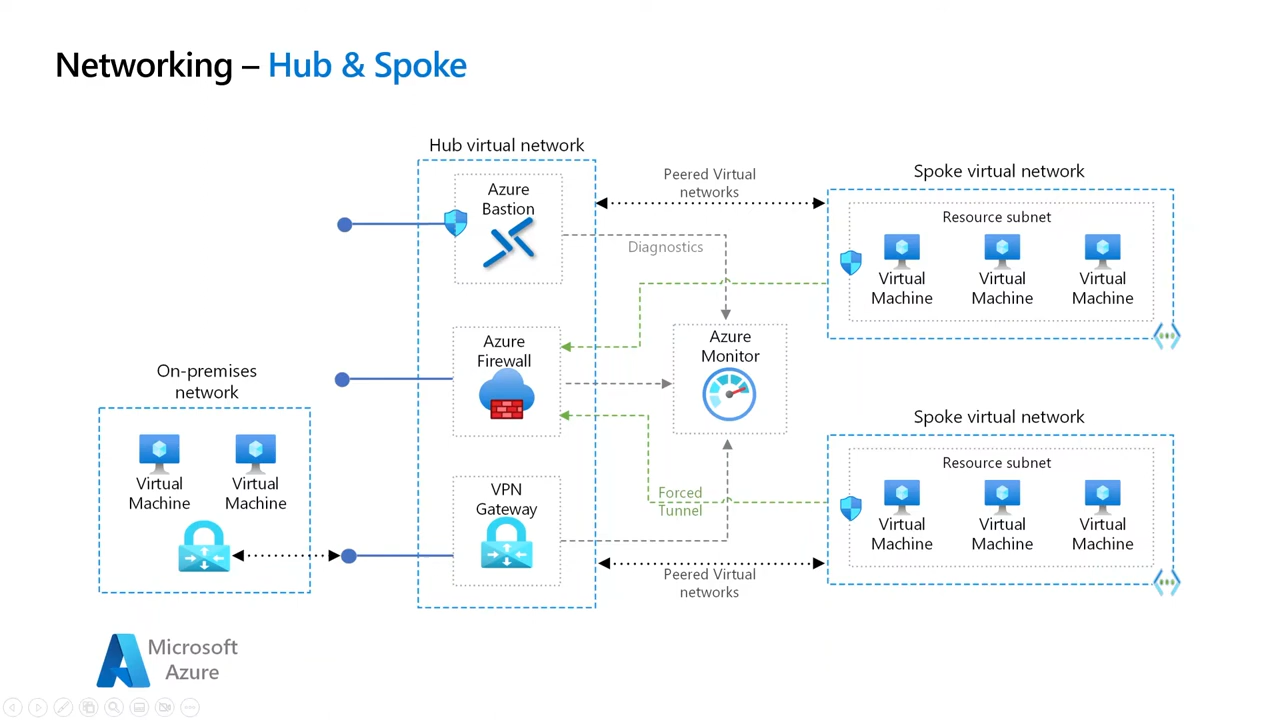 Networking – Hub & Spoke
Hub virtual network
Azure
Bastion
Peered Virtual
networks
Diagnostics
Spoke virtual network
Resource subnet
Virtual
Machine
Virtual
Machine
Virtual
Machine
Azure
Firewall
Azure
Monitor
On-premises
network
Virtual
Machine
Virtual
Machine
VPN
Gateway
Forced
Tunnel
Peered Virtual
networks
Spoke virtual network
Resource subnet
Virtual
Machine
Virtual
Machine
Virtual
Machine
Microsoft
Azure